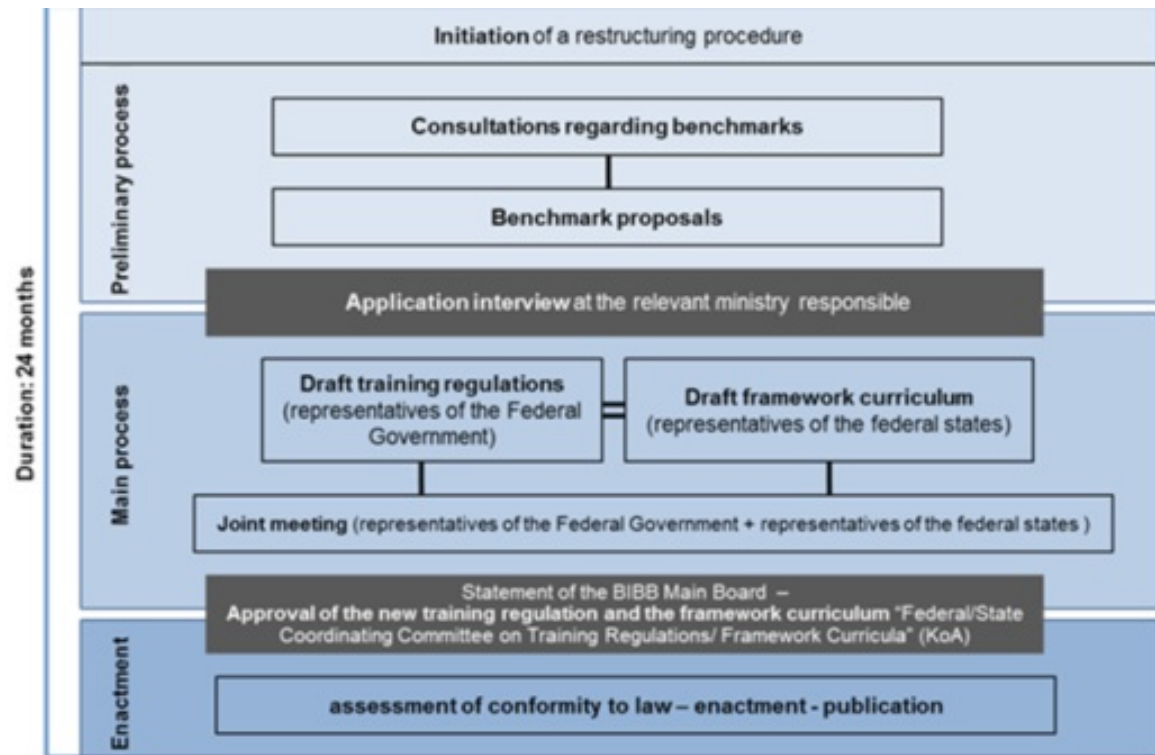 Initiation of a restructuring procedure
Duration: 24 months
Preliminary process
Consultations regarding benchmarks
Benchmark proposals
Application interview at the relevant ministry responsible
Main process
Draft training regulations
(representatives of the Federal
Government)
Draft framework curriculum
(representatives of the federal states)
Joint meeting (representatives of the Federal Government + representatives of the federal states )
Statement of the BIBB Main Board –
Approval of the new training regulation and the framework curriculum "Federal/State
Coordinating Committee on Training Regulations/ Framework Curricula" (KoA)
Enactment
assessment of conformity to law – enactment - publication